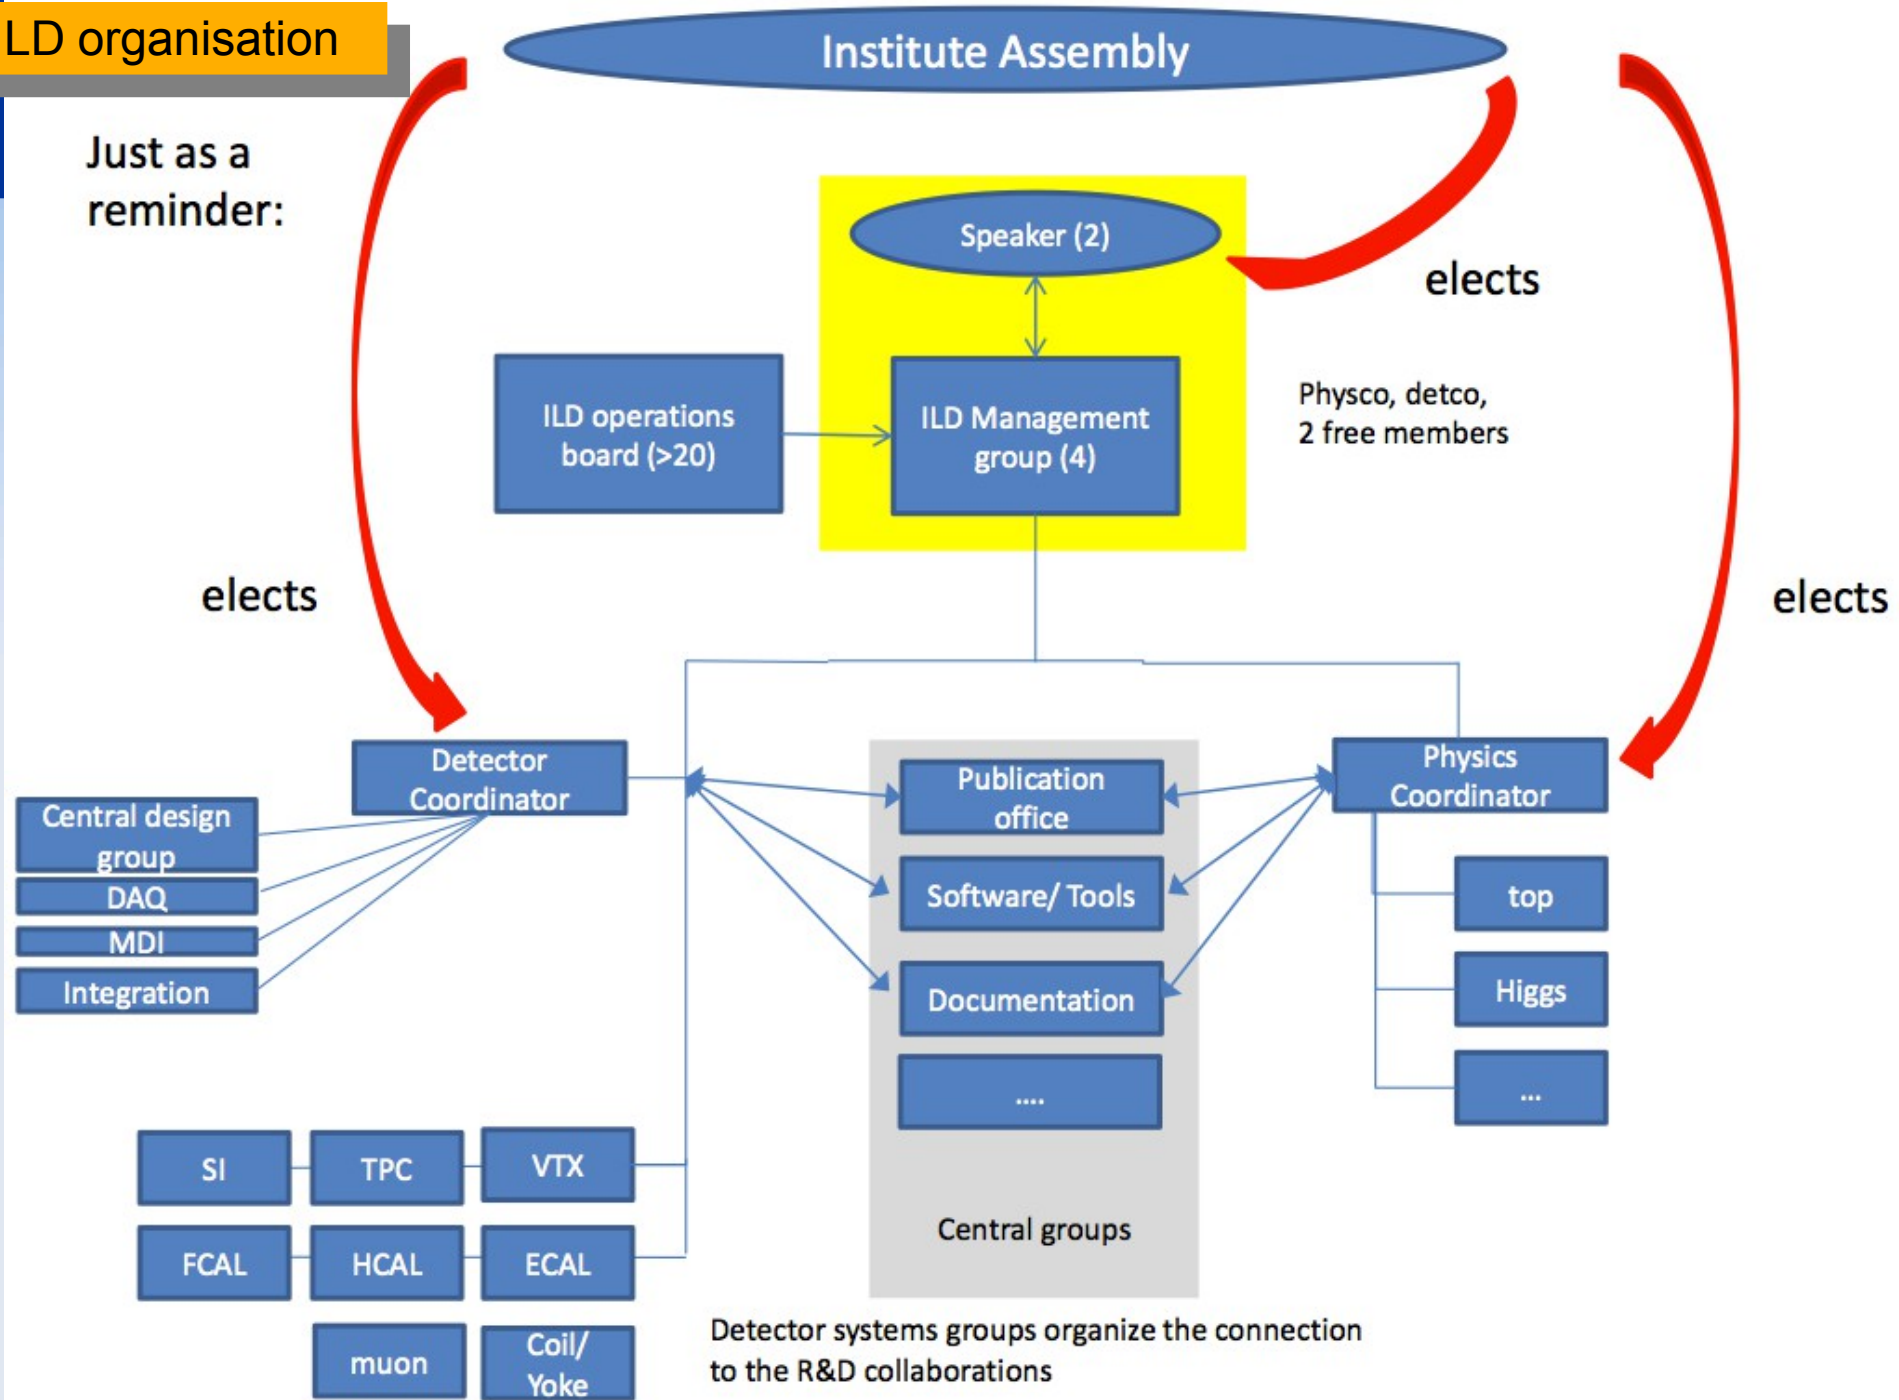 LD organisation
Institute Assembly
Just as a
reminder:
Speaker (2)
elects
ILD operations
board (>20)
ILD Management
group (4)
Physco, detco,
2 free members
elects
elects
Detector
Coordinator
Physics
Coordinator
Central design
group
DAQ
MDI
Integration
Publication
office
Software/ Tools
Documentation
....
top
Higgs
...
SI
TPC
VTX
FCAL
HCAL
ECAL
muon
Coil/
Yoke
Central groups
Detector systems groups organize the connection
to the R&D collaborations